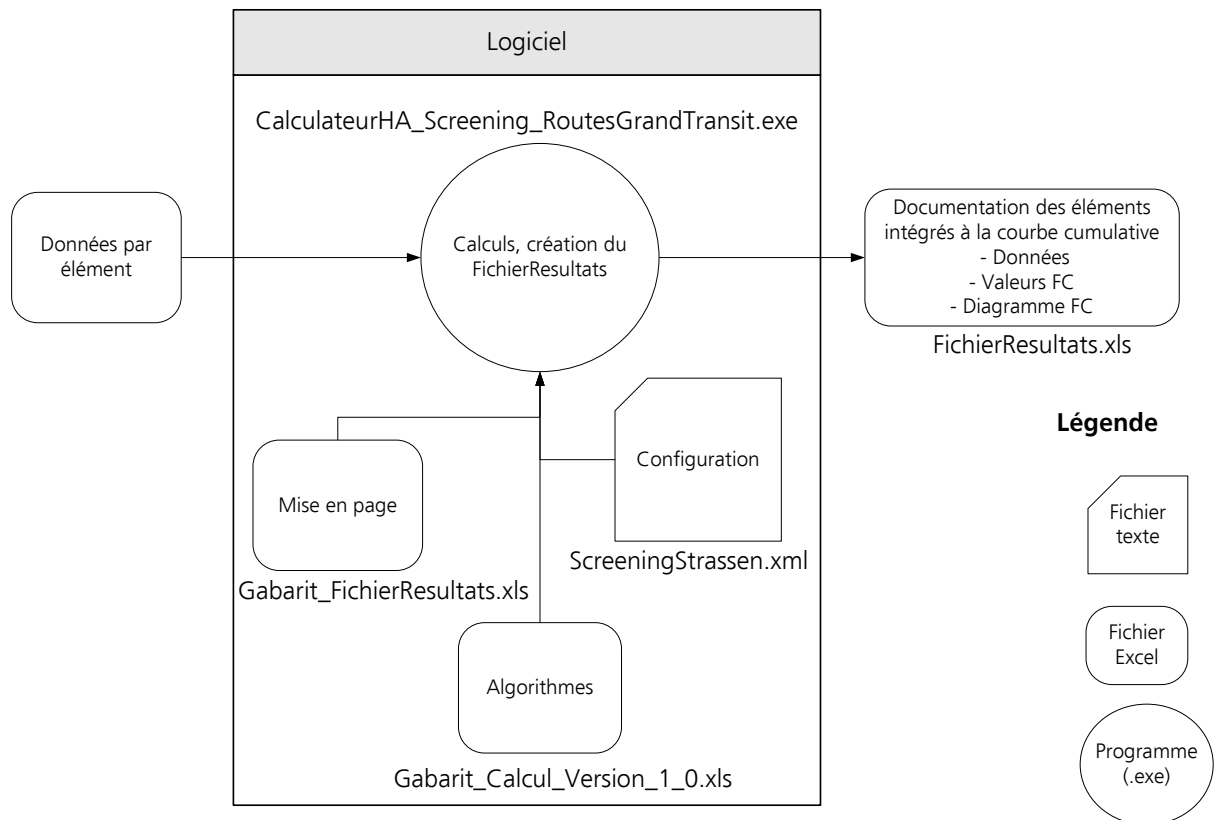 Logiciel
CalculateurHA_Screening_RoutesGrandTransit.exe
Données par
élément
Calculs, création du
FichierResultats
Documentation des éléments
intégrés à la courbe cumulative
- Données
- Valeurs FC
- Diagramme FC
FichierResultats.xls
Mise en page
Gabarit_FichierResultats.xls
Configuration
ScreeningStrassen.xml
Algorithmes
Gabarit_Calcul_Version_1_0.xls
Légende
Fichier
texte
Fichier
Excel
Programme
(.exe)